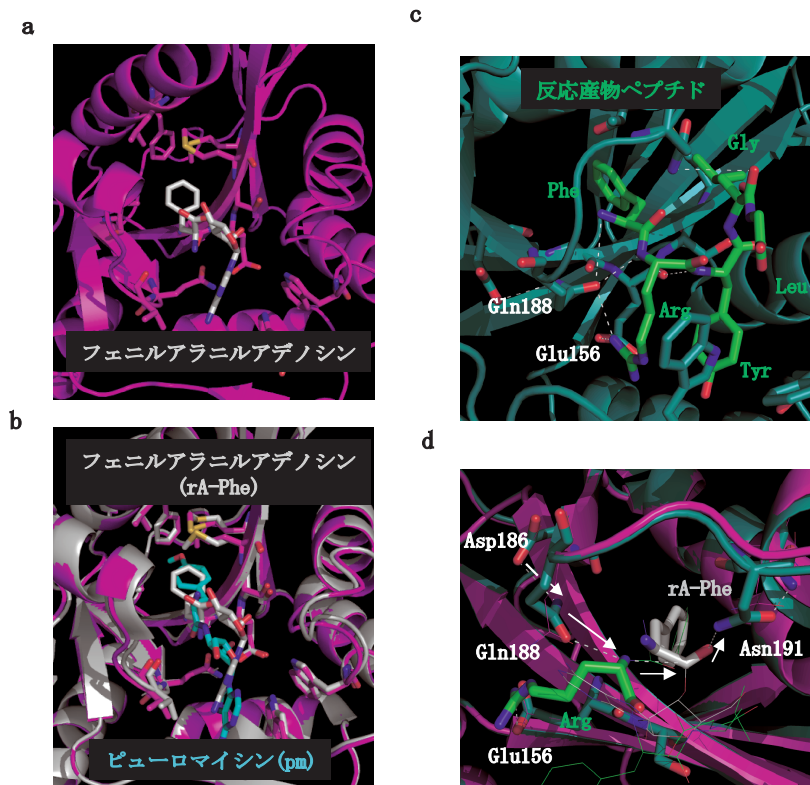 a
フェニルアラニルアデノシン
b
フェニルアラニルアデノシン
(rA-Phe)
ピューロマイシン(pm)
c
反応産物ペプチド
Gly
Phe
Gln188
Leu
Arg
Glu156
Tyr
d
Asp186
rA-Phe
Gln188
Asn191
Arg
Glu156